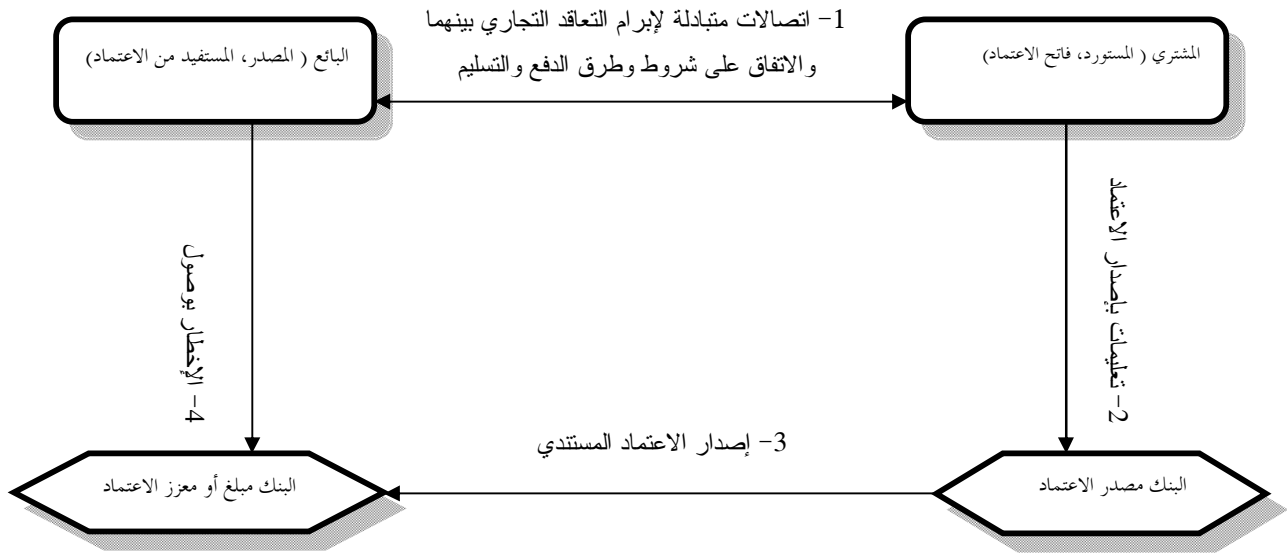 1- اتصالات متبادلة لإبرام التعاقد التجاري بينهما
والاتفاق على شروط وطرق الدفع والتسليم
المشتري ( المستورد، فاتح الاعتماد)
البائع ( المصدر، المستفيد من الاعتماد)
2- تعليمات بإصدار الاعتماد
4- الإخطار بوصول
3- إصدار الاعتماد المستندي
البنك مصدر الاعتماد
البنك مبلغ أو معزز الاعتماد